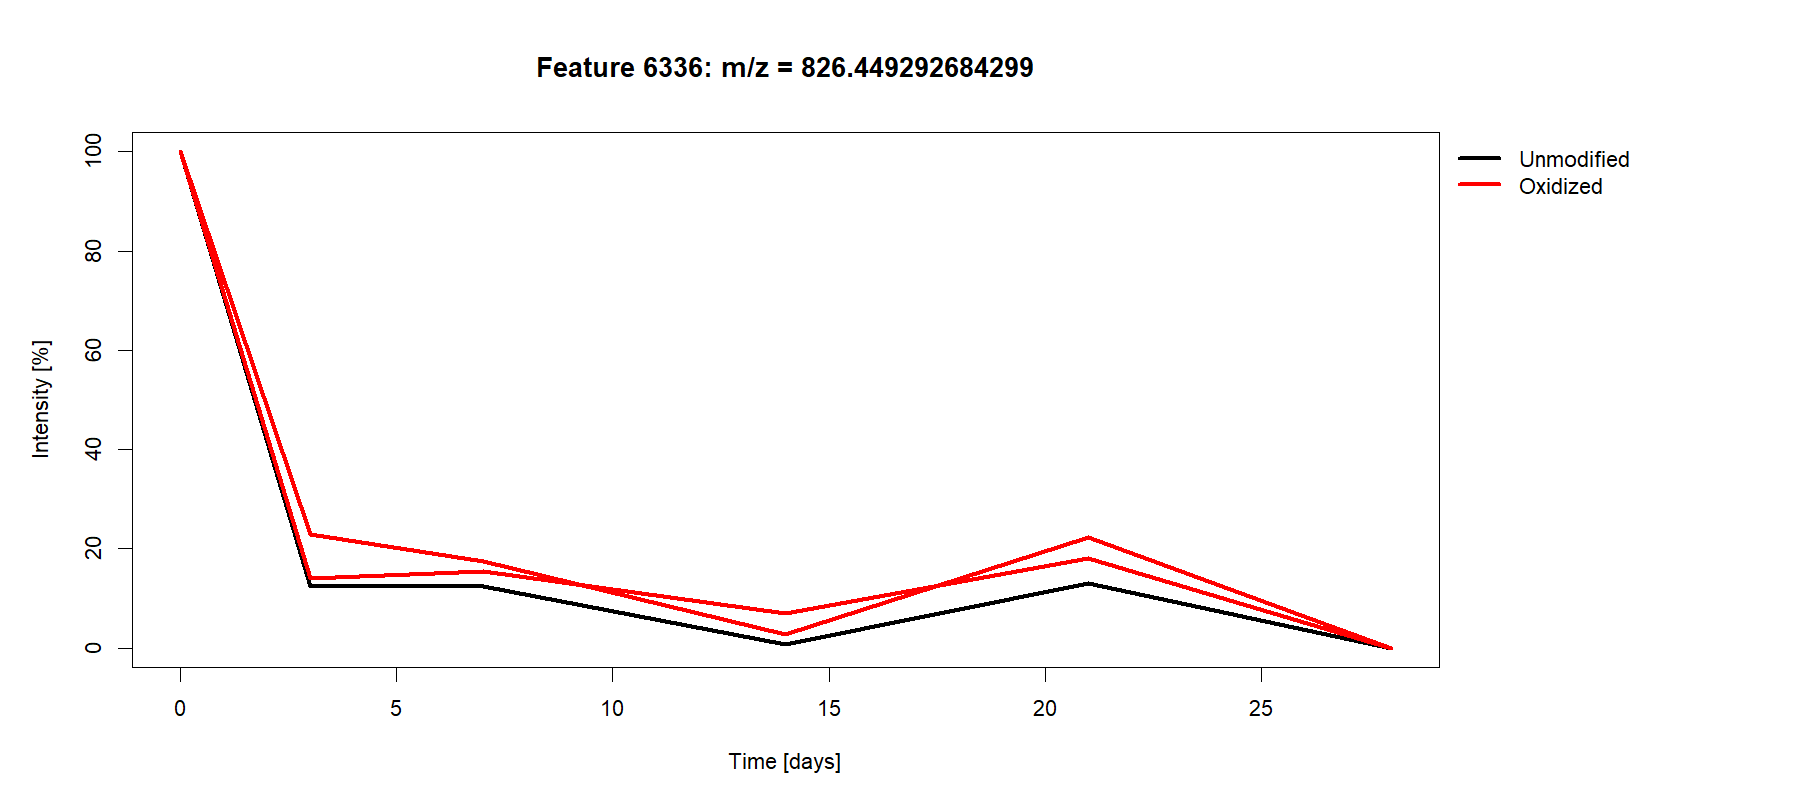 Feature 6336: m/z = 826.449292684299
Unmodified
Oxidized
Intensity [%]
100
80
60
40
20
0
0 5 10 15 20 25
Time [days]